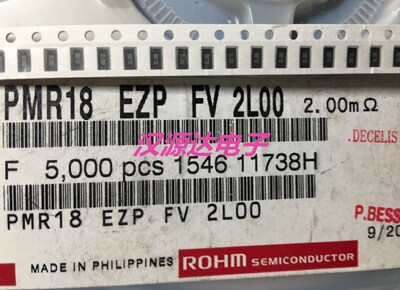 PMR18 EZP FV 2L00 2.00mΩ
汉源达电子
.DECELIS
F 5,000 pcs 1546 11738H
PMR18 EZP FV 2L00
P.BESS
9/20
MADE IN PHILIPPINES ROHM SEMICONDUCTOR